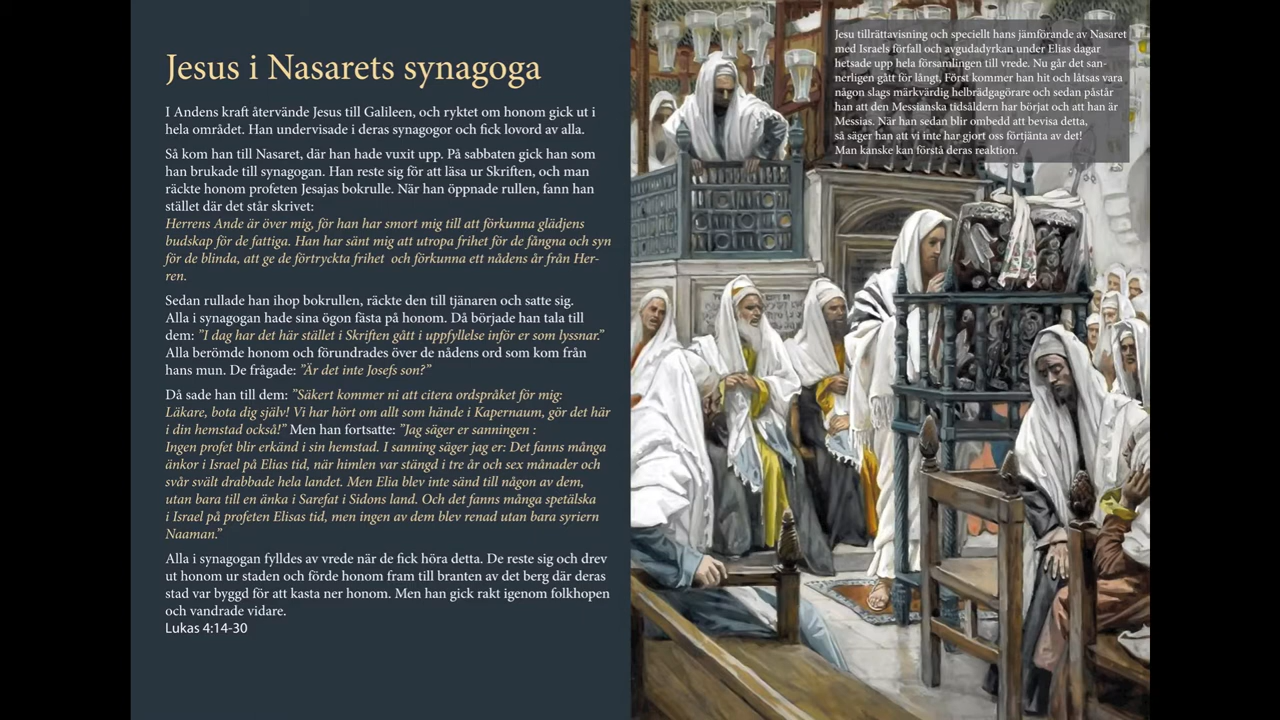 Jesus i Nasarets synagoga
I Andens kraft återvände Jesus till Galileen, och ryktet om honom gick ut i
hela området. Han undervisade i deras synagogor och fick lovord av alla.
Så kom han till Nasaret, där han hade vuxit upp. På sabbaten gick han som
han brukade till synagogan. Han reste sig för att läsa ur Skriften, och man
räckte honom profeten Jesajas bokrulle. När han öppnade rullen, fann han
stället där det står skrivet:
Herrens Ande är över mig, för han har smort mig till att förkunna glädjens
budskap för de fattiga. Han har sänt mig att utropa frihet för de fångna och syn
för de blinda, att ge de förtryckta frihet och förkunna ett nådens år från Her-
ren.
Sedan rullade han ihop bokrullen, räckte den till tjänaren och satte sig.
Alla i synagogan hade sina ögon fästa på honom. Då började han tala till
dem: ”I dag har det här stället i Skriften gått i uppfyllelse inför er som lyssnar.”
Alla berömde honom och förundrades över de nådens ord som kom från
hans mun. De frågade: ”Är det inte Josefs son?”
Då sade han till dem: ”Säkert kommer ni att citera ordspråket för mig:
Läkare, bota dig själv! Vi har hört om allt som hände i Kapernaum, gör det här
i din hemstad också!” Men han fortsatte: ”Jag säger er sanningen :
Ingen profet blir erkänd i sin hemstad. I sanning säger jag er: Det fanns många
änkor i Israel på Elias tid, när himlen var stängd i tre år och sex månader och
svår svält drabbade hela landet. Men Elia blev inte sänd till någon av dem,
utan bara till en änka i Sarefat i Sidons land. Och det fanns många spetälska
i Israel på profeten Elisas tid, men ingen av dem blev renad utan bara syriern
Naaman.”
Alla i synagogan fylldes av vrede när de fick höra detta. De reste sig och drev
ut honom ur staden och förde honom fram till branten av det berg där deras
stad var byggd för att kasta ner honom. Men han gick rakt igenom folkhopen
och vandrade vidare.
Lukas 4:14-30
Jesu tillrättavisning och speciellt hans jämförande av Nasaret
med Israels förfall och avgudadyrkan under Elias dagar
hetsade upp hela församlingen till vrede. Nu går det san-
nerligen gått för långt, Först kommer han hit och låtsas vara
någon slags märkvärdig helbrägdagörare och sedan påstår
han att den Messianska tidsåldern har börjat och att han är
Messias. När han sedan blir ombedd att bevisa detta,
så säger han att vi inte har gjort oss förtjänta av det!
Man kanske kan förstå deras reaktion.